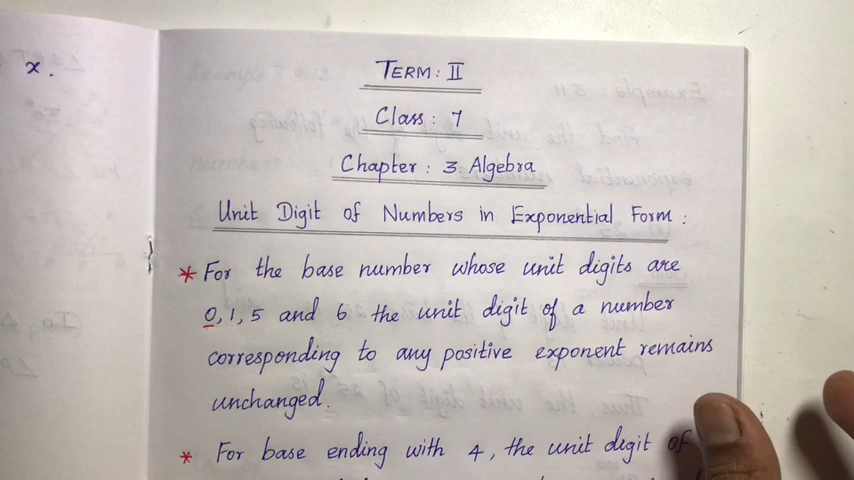 x.
TERM: II
Class: 7
Chapter: 3 Algebra
Unit Digit of Numbers in Exponential Form:
* For the base number whose unit digits are
0, 1, 5 and 6 the unit digit of a number
corresponding to any positive exponent remains
unchanged.
* For base ending with 4, the unit digit of